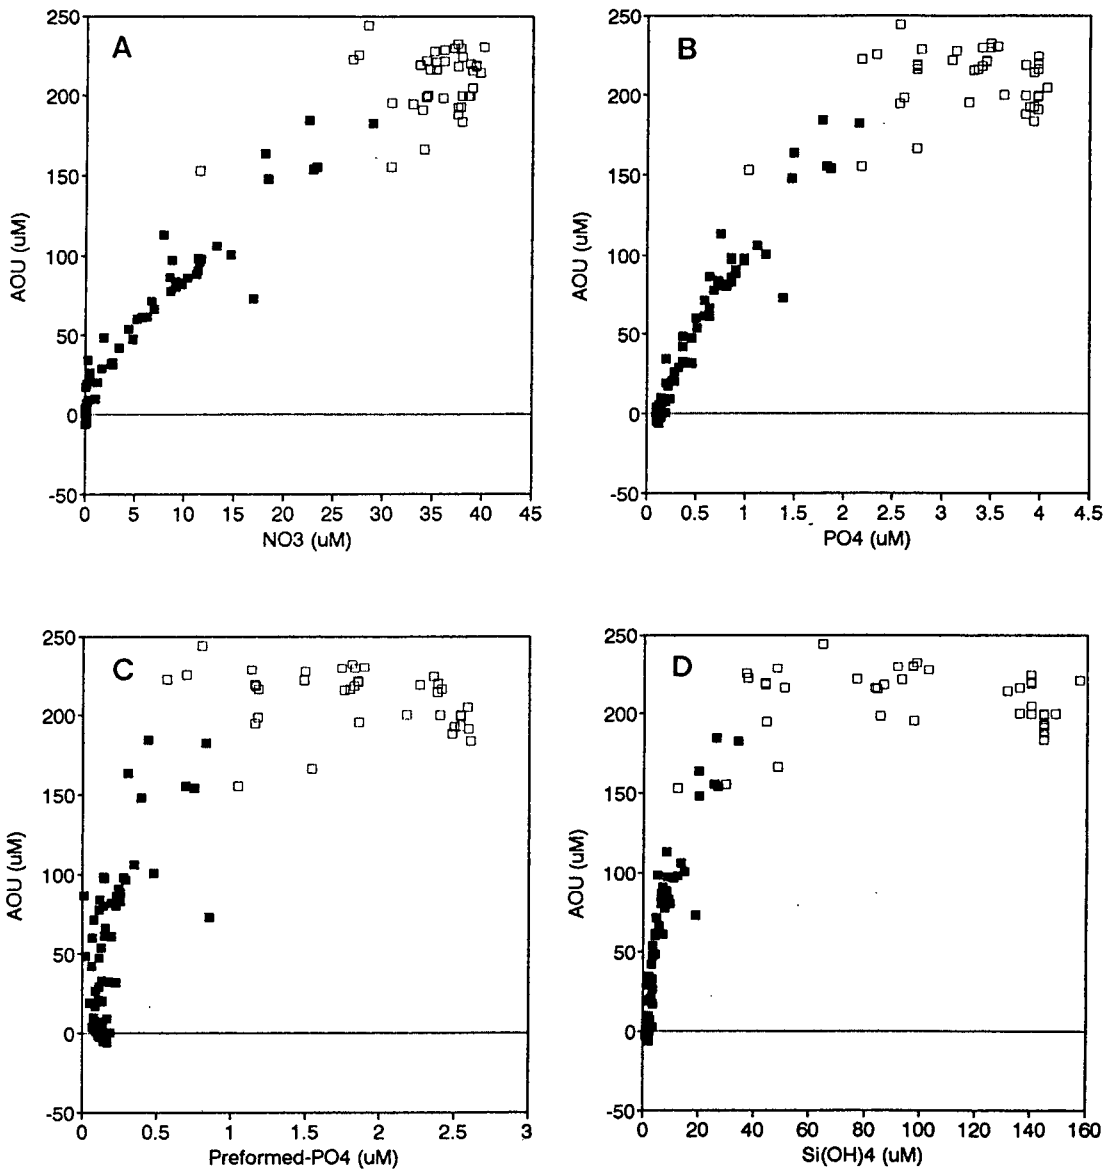 A
250
200
150
100
50
0
-50
AOU (uM)
0 5 10 15 20 25 30 35 40 45
NO3 (uM)
B
250
200
150
100
50
0
-50
AOU (uM)
0 0.5 1 1.5 2 2.5 3 3.5 4 4.5
PO4 (uM)
C
250
200
150
100
50
0
-50
AOU (uM)
0 0.5 1 1.5 2 2.5 3
Preformed-PO4 (uM)
D
250
200
150
100
50
0
-50
AOU (uM)
0 20 40 60 80 100 120 140 160
Si(OH)4 (uM)